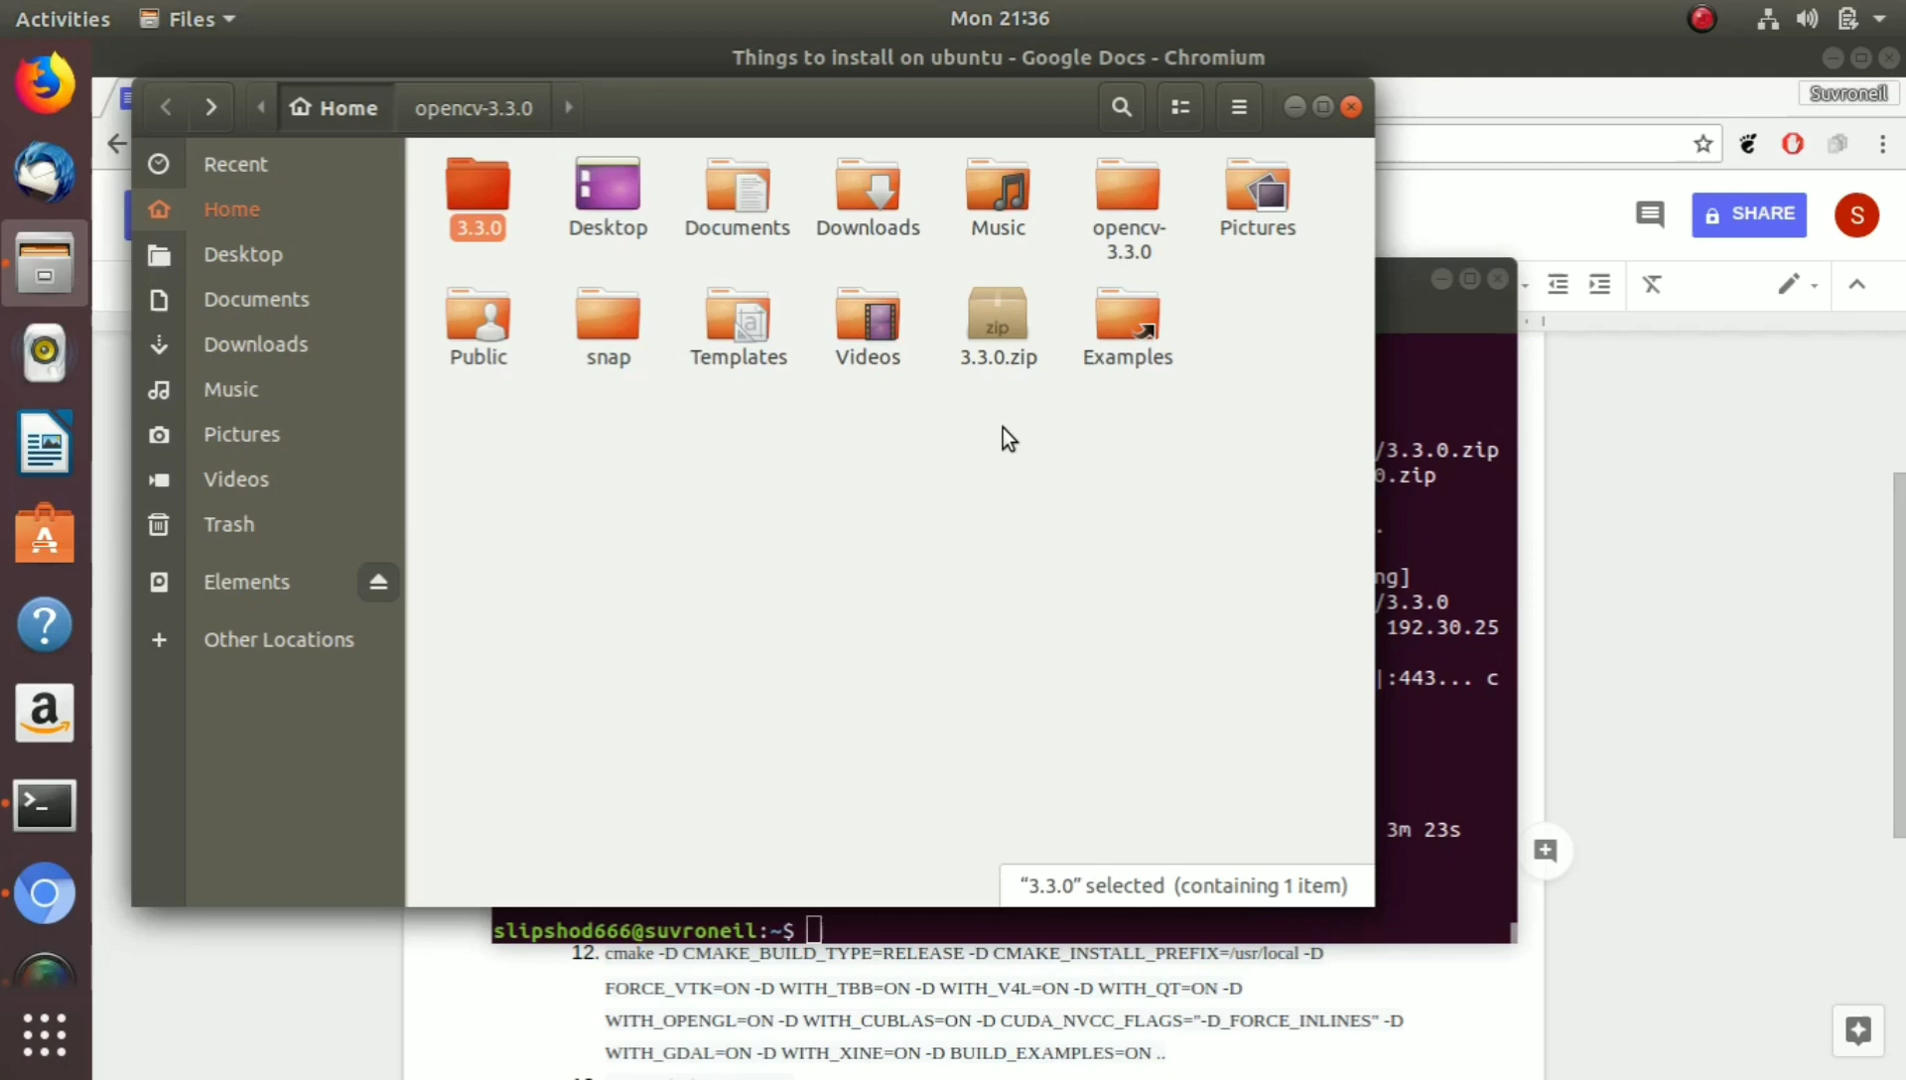 Activities
Files
Mon 21:36
Things to install on ubuntu - Google Docs - Chromium
Suvroneil
Home
opencv-3.3.0
Recent
Home
Desktop
Documents
Downloads
Music
Pictures
Videos
Trash
Elements
Other Locations
3.3.0
Desktop
Documents
Downloads
Music
opencv-
3.3.0
Pictures
Public
snap
Templates
Videos
zip
3.3.0.zip
Examples
SHARE
S
/3.3.0.zip
0.zip
.
ng]
/3.3.0
192.30.25
|:443... c
3m 23s
"3.3.0" selected (containing 1 item)
slipshod666@suvroneil:~$
12. cmake -D CMAKE_BUILD_TYPE=RELEASE -D CMAKE_INSTALL_PREFIX=/usr/local -D
FORCE_VTK=ON -D WITH_TBB=ON -D WITH_V4L=ON -D WITH_QT=ON -D
WITH_OPENGL=ON -D WITH_CUBLAS=ON -D CUDA_NVCC_FLAGS="-D_FORCE_INLINES" -D
WITH_GDAL=ON -D WITH_XINE=ON -D BUILD_EXAMPLES=ON ..